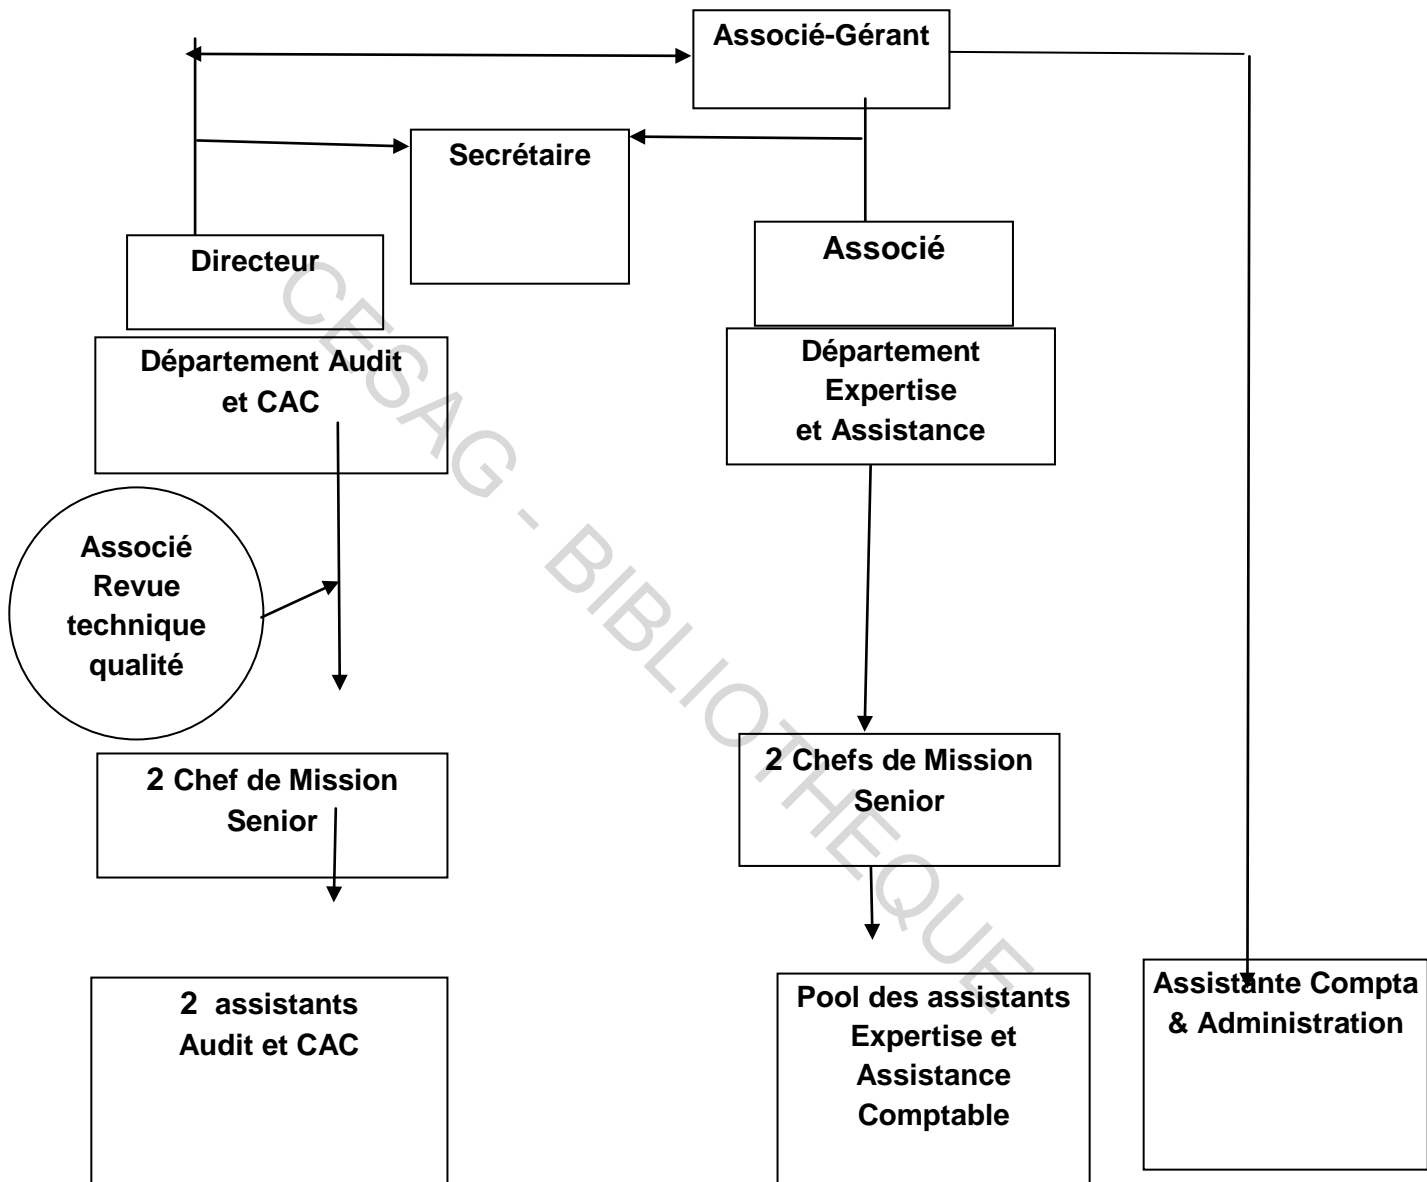 Associé-Gérant
Secrétaire
Directeur
Associé
Département Audit
et CAC
Département
Expertise
et Assistance
Associé
Revue
technique
qualité
2 Chef de Mission
Senior
2 Chefs de Mission
Senior
2 assistants
Audit et CAC
Pool des assistants
Expertise et
Assistance
Comptable
Assistante Compta
& Administration
CESAG - BIBLIOTHEQUE